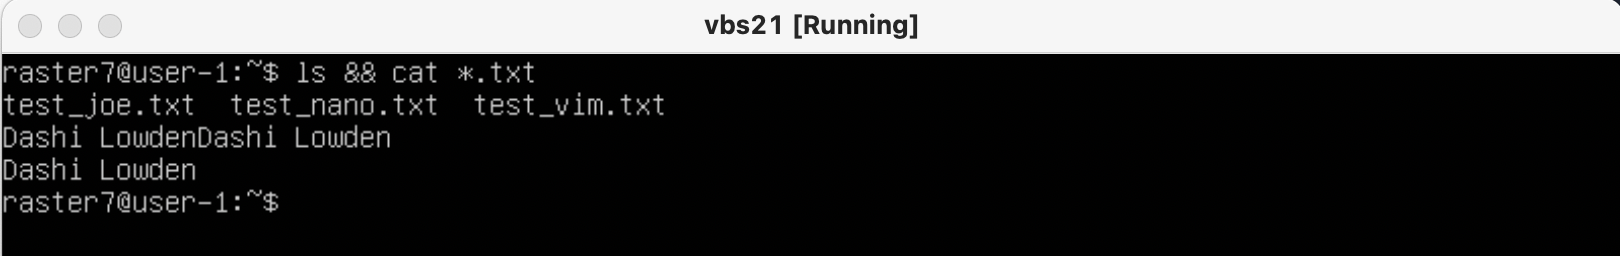 vbs21 [Running]
raster7@user-1:~$ ls && cat *.txt
test_joe.txt  test_nano.txt  test_vim.txt
Dashi LowdenDashi Lowden
Dashi Lowden
raster7@user-1:~$